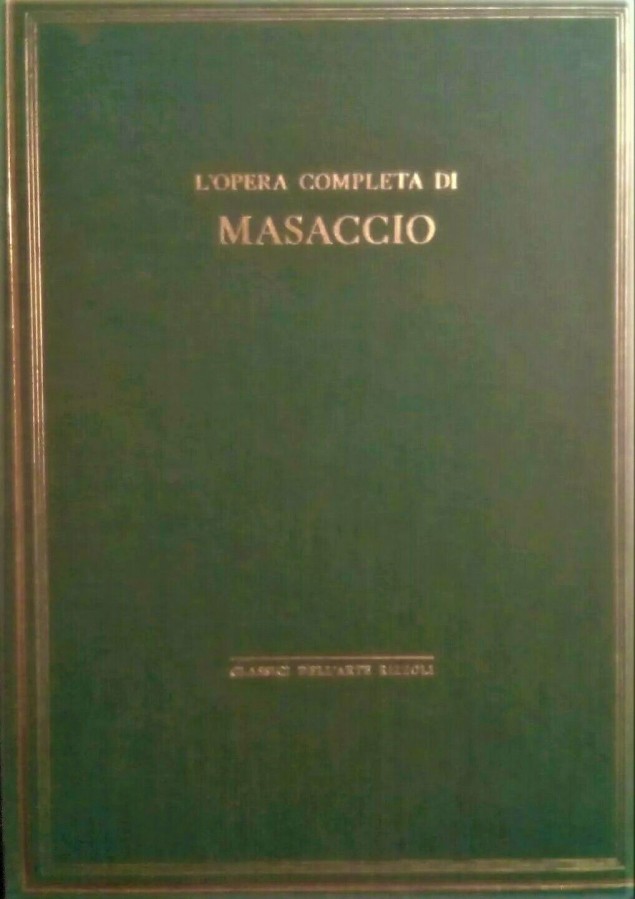 L'OPERA COMPLETA DI
MASACCIO
CLASSICI DELL'ARTE RIZZOLI